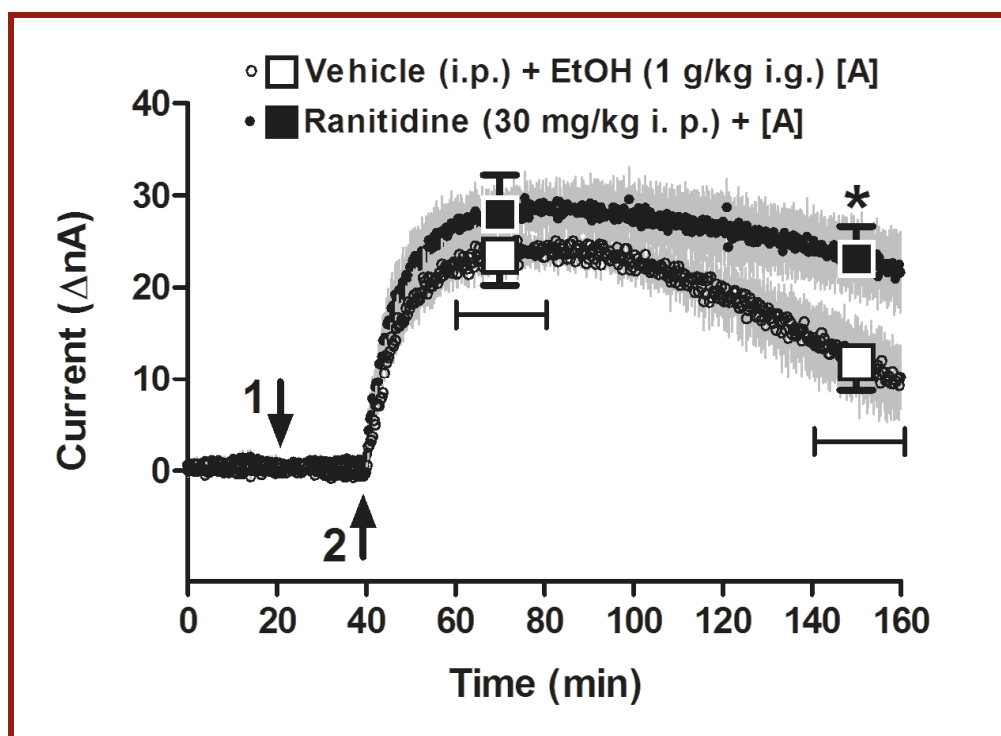 Vehicle (i.p.) + EtOH (1 g/kg i.g.) [A]
Ranitidine (30 mg/kg i. p.) + [A]
40
30
20
10
0
Current (ΔnA)
*
1
2
0 20 40 60 80 100 120 140 160
Time (min)